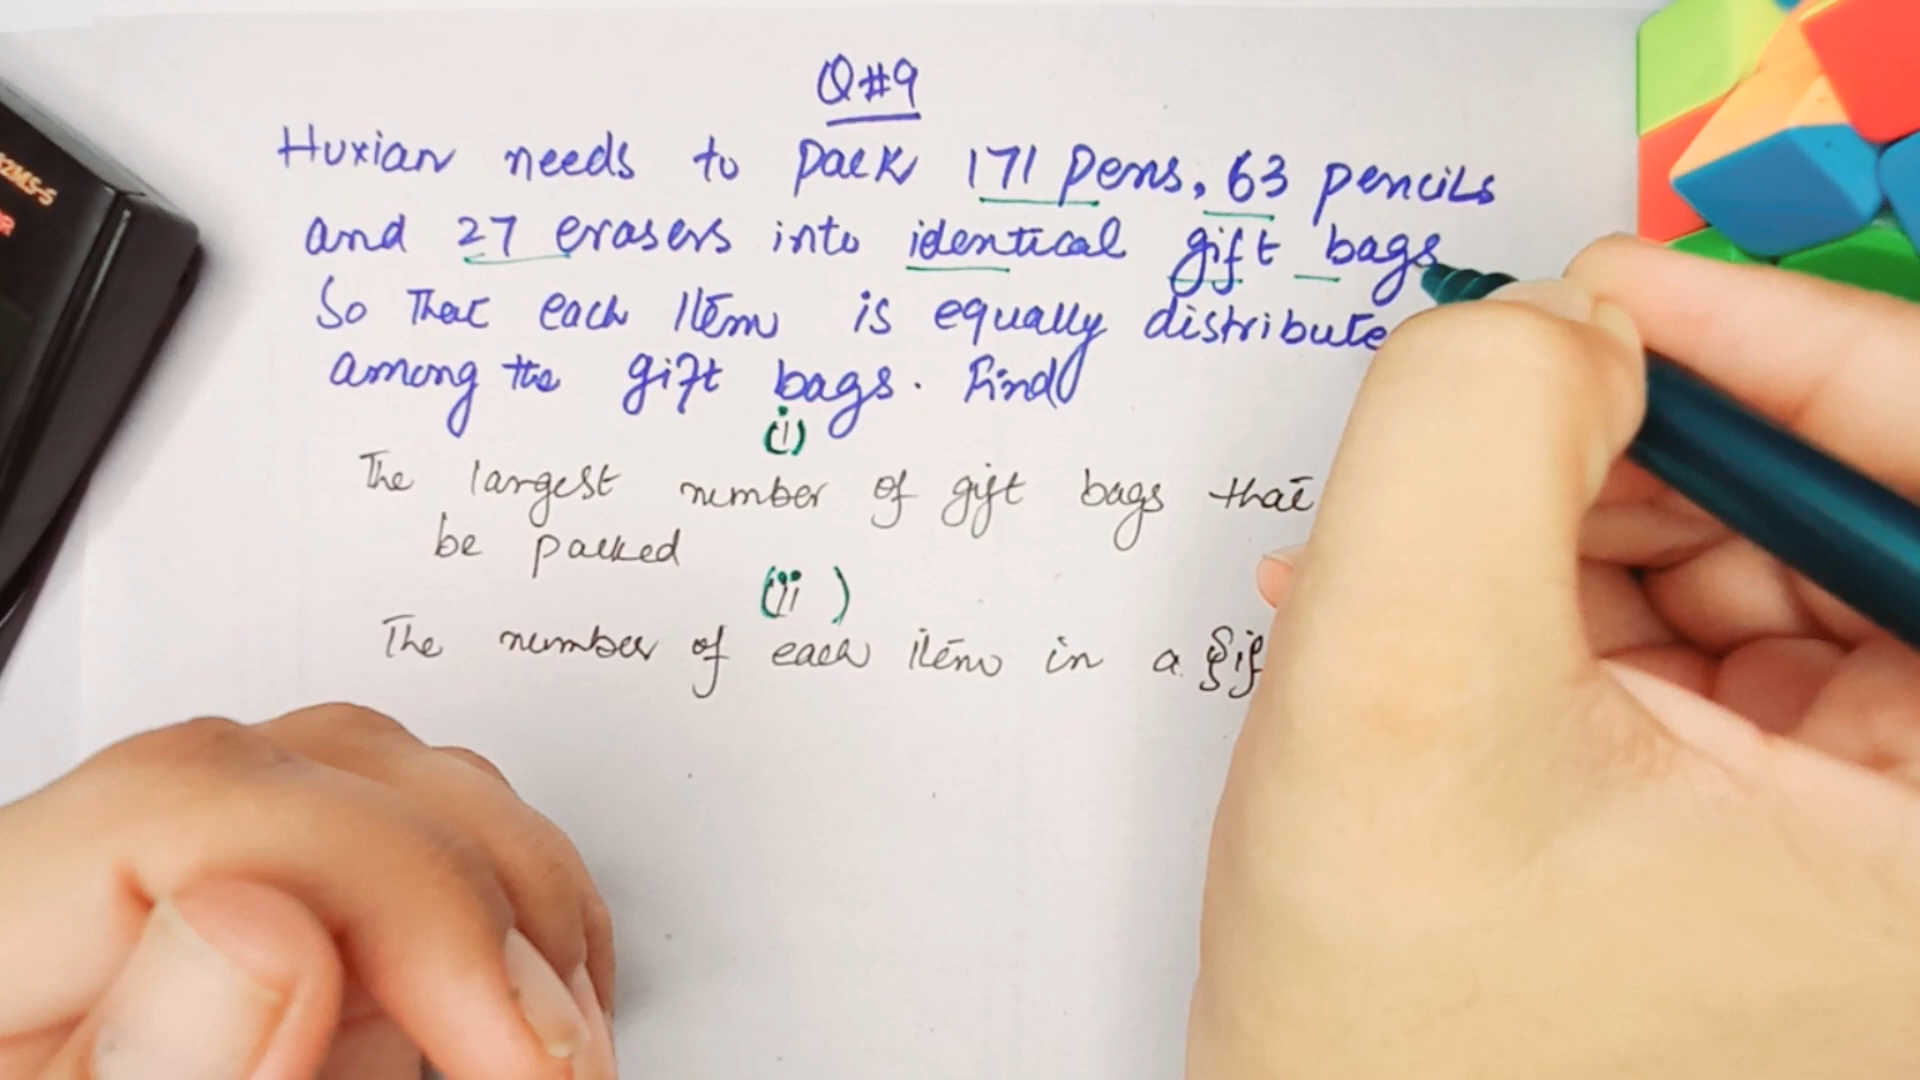 Q#9
Huxian needs to pack 171 pens, 63 pencils
and 27 erasers into identical gift bags
So that each item is equally distribute
among the gift bags. Find
(i)
The largest number of gift bags that
be packed
(ii)
The number of each item in a gif